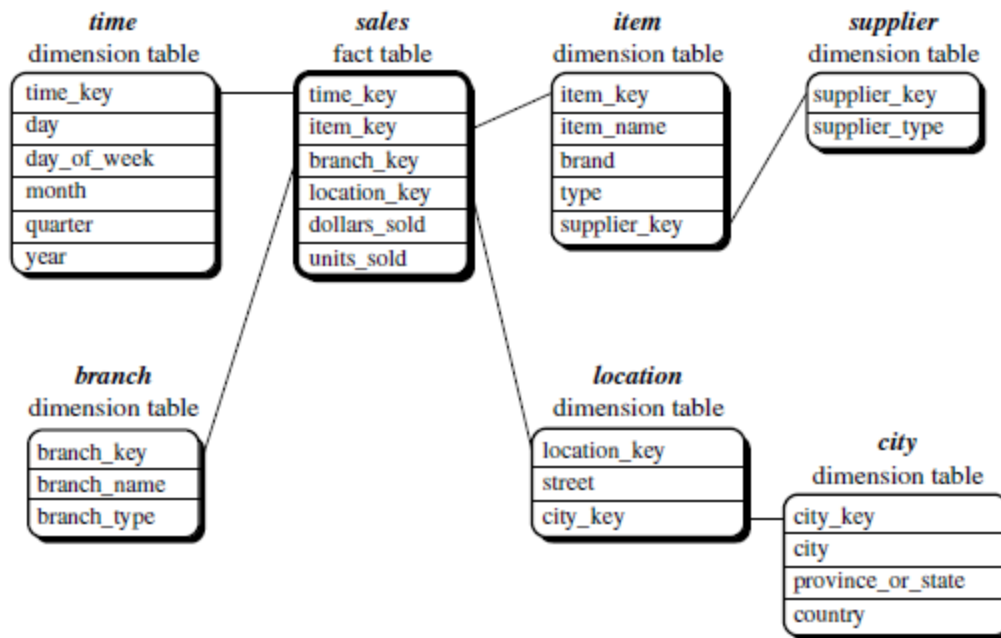 time
dimension table
time_key
day
day_of_week
month
quarter
year
sales
fact table
time_key
item_key
branch_key
location_key
dollars_sold
units_sold
item
dimension table
item_key
item_name
brand
type
supplier_key
supplier
dimension table
supplier_key
supplier_type
branch
dimension table
branch_key
branch_name
branch_type
location
dimension table
location_key
street
city_key
city
dimension table
city_key
city
province_or_state
country